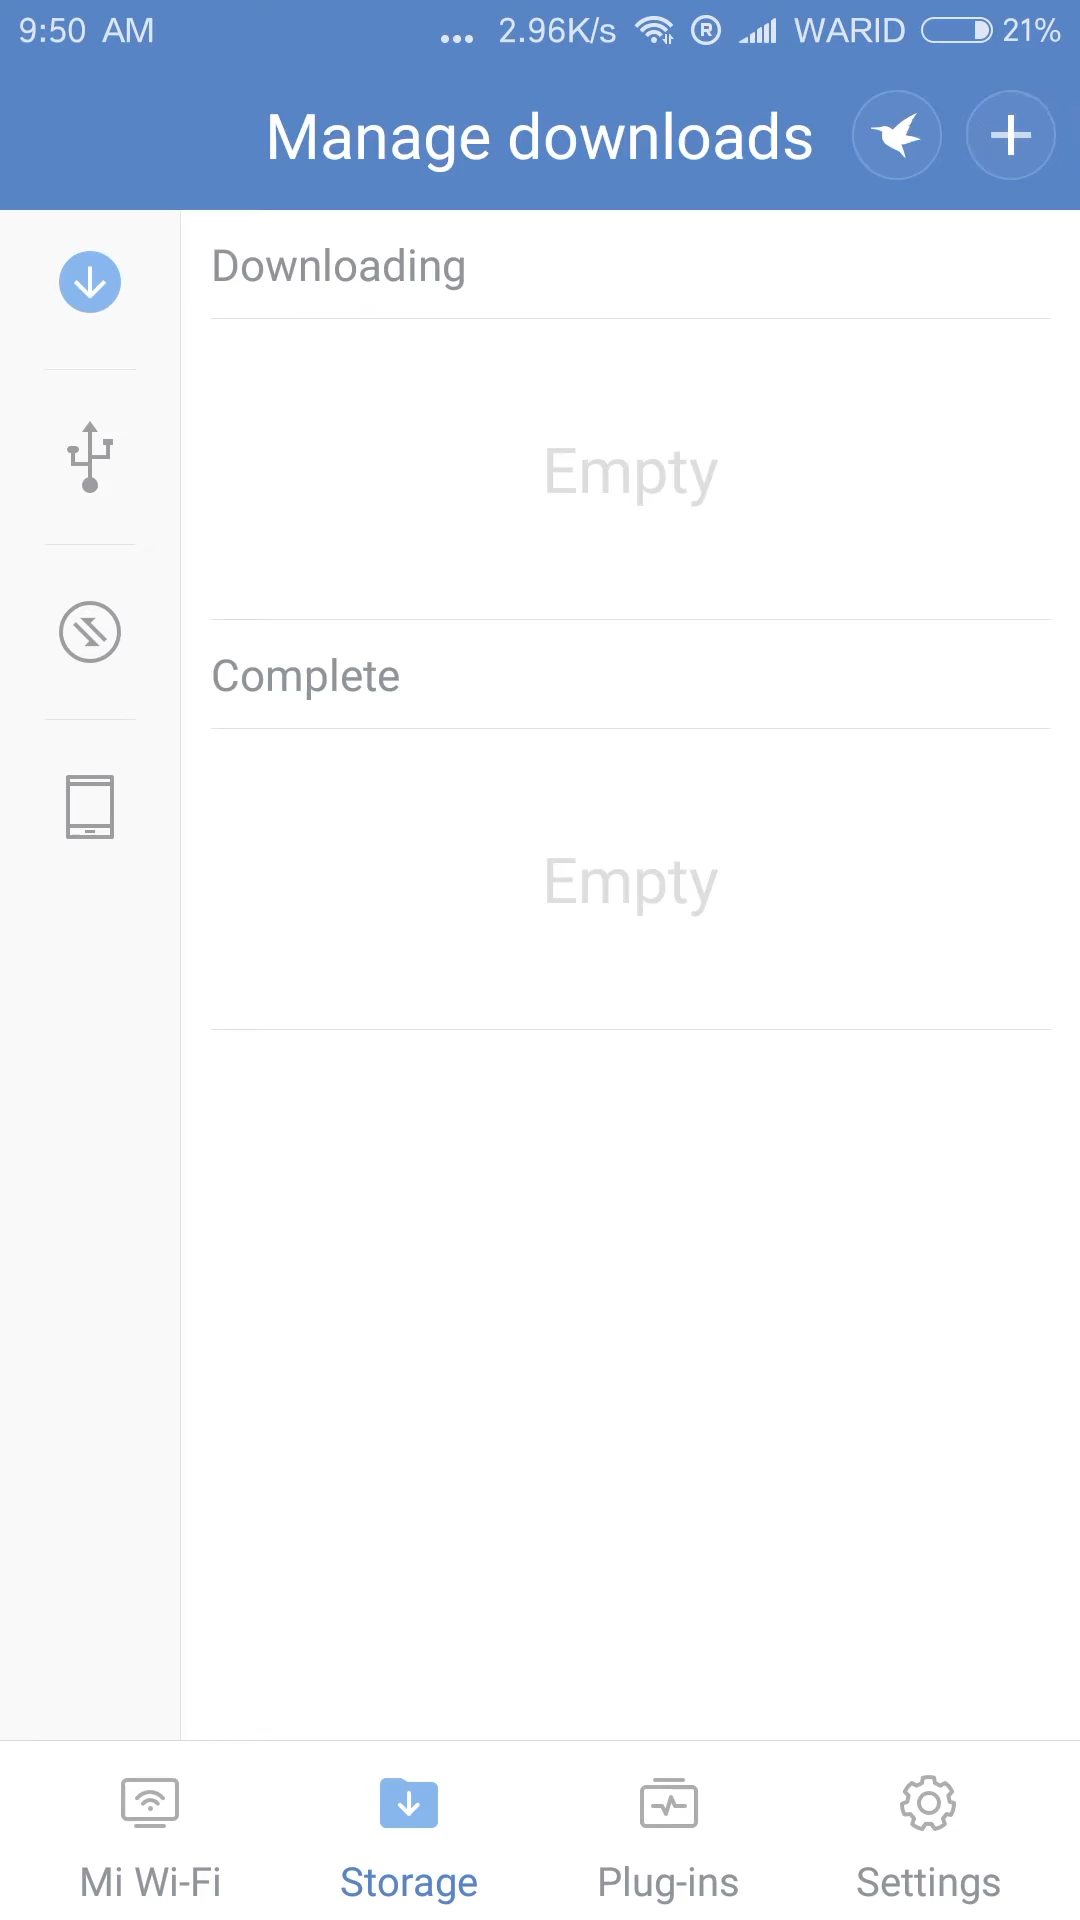 9:50 AM ... 2.96K/s R WARID 21%
Manage downloads
Downloading
Empty
Complete
Empty
Mi Wi-Fi Storage Plug-ins Settings